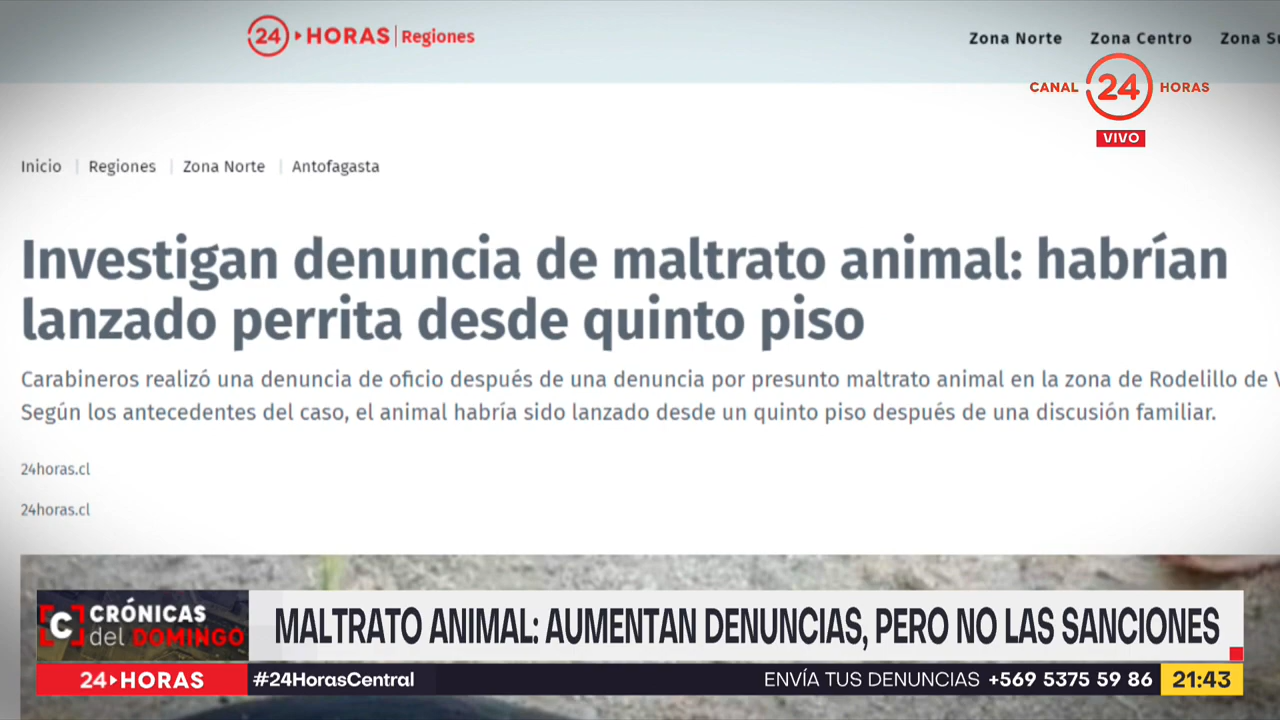 24 HORAS Regiones
Zona Norte Zona Centro Zona
CANAL 24 HORAS
VIVO
Inicio Regiones Zona Norte Antofagasta
Investigan denuncia de maltrato animal: habrían
lanzado perrita desde quinto piso
Carabineros realizó una denuncia de oficio después de una denuncia por presunto maltrato animal en la zona de Rodelillo de
Según los antecedentes del caso, el animal habría sido lanzado desde un quinto piso después de una discusión familiar.
24horas.cl
24horas.cl
C CRÓNICAS
del DOMINGO
MALTRATO ANIMAL: AUMENTAN DENUNCIAS, PERO NO LAS SANCIONES
24 HORAS #24HorasCentral ENVÍA TUS DENUNCIAS +569 5375 59 86 21:43